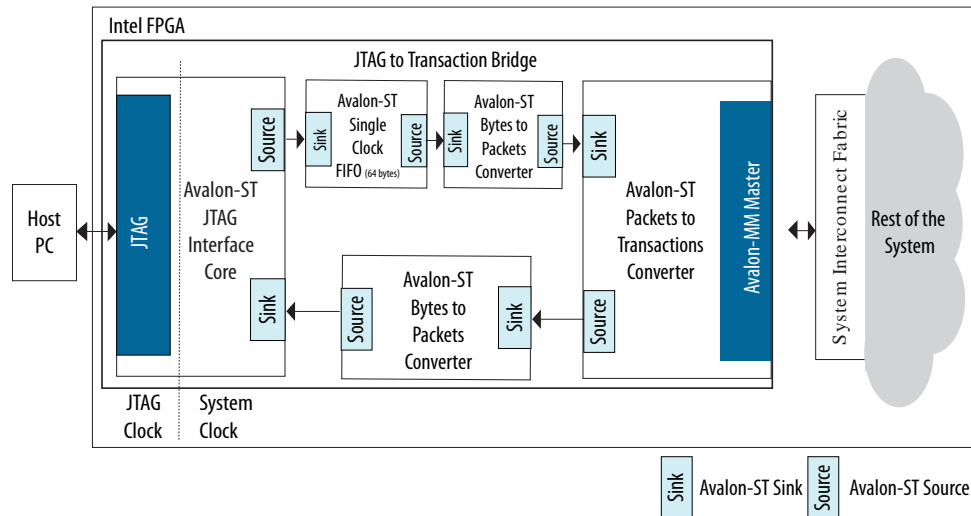 Intel FPGA
JTAG to Transaction Bridge
Host
PC
JTAG
Avalon-ST
JTAG
Interface
Core
Source
Sink
Sink
Avalon-ST
Single
Clock
FIFO (64 bytes)
Source
Sink
Avalon-ST
Bytes to
Packets
Converter
Source
Sink
Avalon-ST
Packets to
Transactions
Converter
Source
Avalon-MM Master
Source
Avalon-ST
Bytes to
Packets
Converter
Sink
System Interconnect Fabric
Rest of the
System
JTAG
Clock
System
Clock
Sink
Avalon-ST Sink
Source
Avalon-ST Source